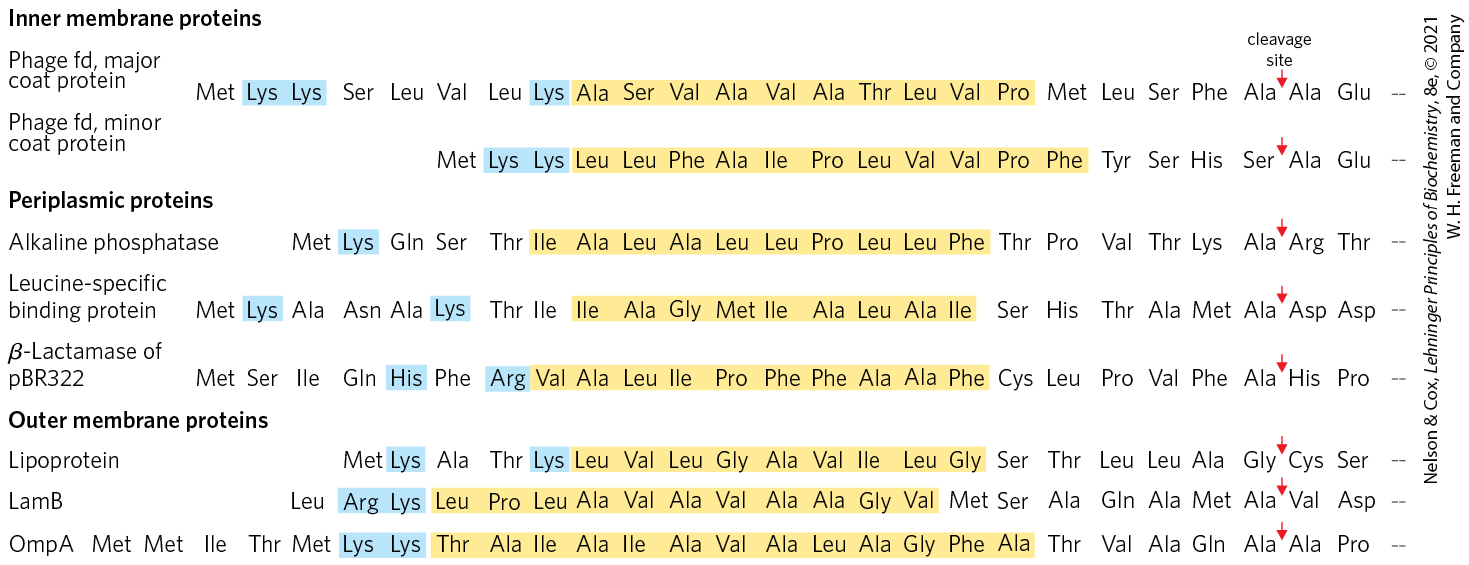 Inner membrane proteins
cleavage
site
Phage fd, major
coat protein
Met Lys Lys Ser Leu Val Leu Lys Ala Ser Val Ala Val Ala Thr Leu Val Pro Met Leu Ser Phe Ala Ala Glu --
Phage fd, minor
coat protein
Met Lys Lys Leu Leu Phe Ala Ile Pro Leu Val Val Pro Phe Tyr Ser His Ser Ala Glu --
Periplasmic proteins
Alkaline phosphatase Met Lys Gln Ser Thr Ile Ala Leu Ala Leu Leu Pro Leu Leu Phe Thr Pro Val Thr Lys Ala Arg Thr --
Leucine-specific
binding protein Met Lys Ala Asn Ala Lys Thr Ile Ile Ala Gly Met Ile Ala Leu Ala Ile Ser His Thr Ala Met Ala Asp Asp --
β-Lactamase of
pBR322 Met Ser Ile Gln His Phe Arg Val Ala Leu Ile Pro Phe Phe Ala Ala Phe Cys Leu Pro Val Phe Ala His Pro --
Outer membrane proteins
Lipoprotein Met Lys Ala Thr Lys Leu Val Leu Gly Ala Val Ile Leu Gly Ser Thr Leu Leu Ala Gly Cys Ser --
LamB Leu Arg Lys Leu Pro Leu Ala Val Ala Val Ala Ala Gly Val Met Ser Ala Gln Ala Met Ala Val Asp --
OmpA Met Met Ile Thr Met Lys Lys Thr Ala Ile Ala Ile Ala Val Ala Leu Ala Gly Phe Ala Thr Val Ala Gln Ala Ala Pro --
Nelson & Cox, Lehninger Principles of Biochemistry, 8e, © 2021
W. H. Freeman and Company